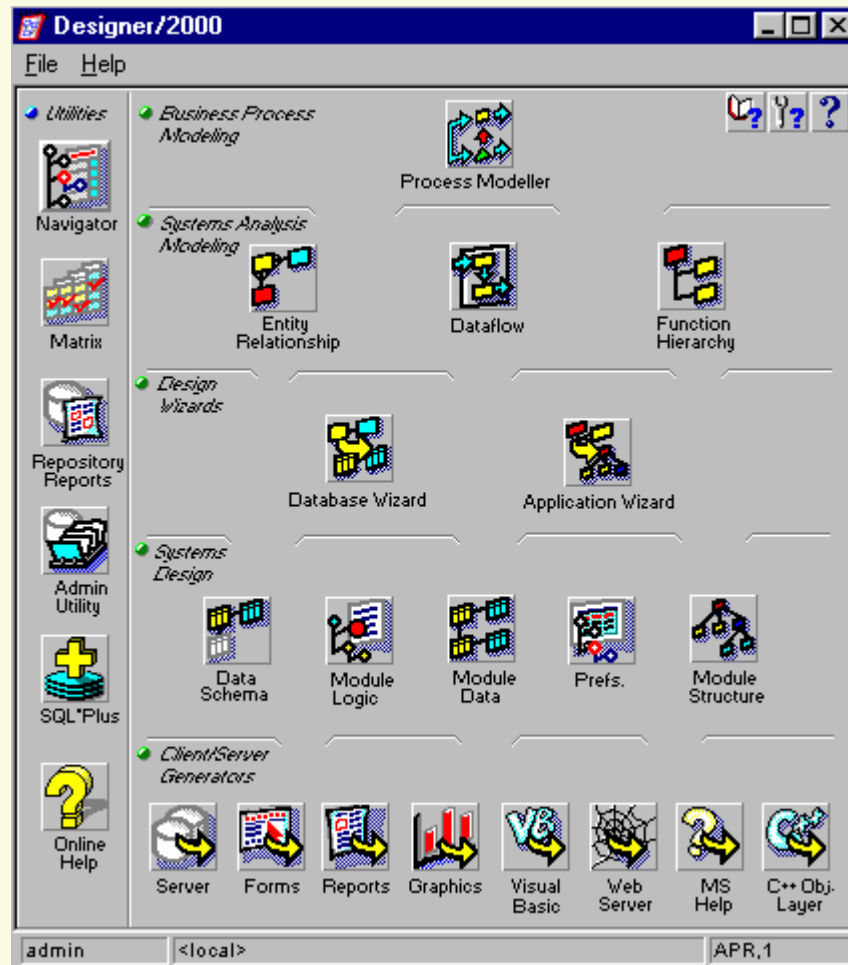 Designer/2000
File Help
Utilities
Navigator
Matrix
Repository
Reports
Admin
Utility
SQL*Plus
Online
Help
Business Process
Modeling
Process Modeller
Systems Analysis
Modeling
Entity
Relationship
Dataflow
Function
Hierarchy
Design
Wizards
Database Wizard
Application Wizard
Systems
Design
Data
Schema
Module
Logic
Module
Data
Prefs.
Module
Structure
Client/Server
Generators
Server
Forms
Reports
Graphics
VB
Visual
Basic
Web
Server
MS
Help
C++
C++ Obj.
Layer
admin
<local>
APR,1